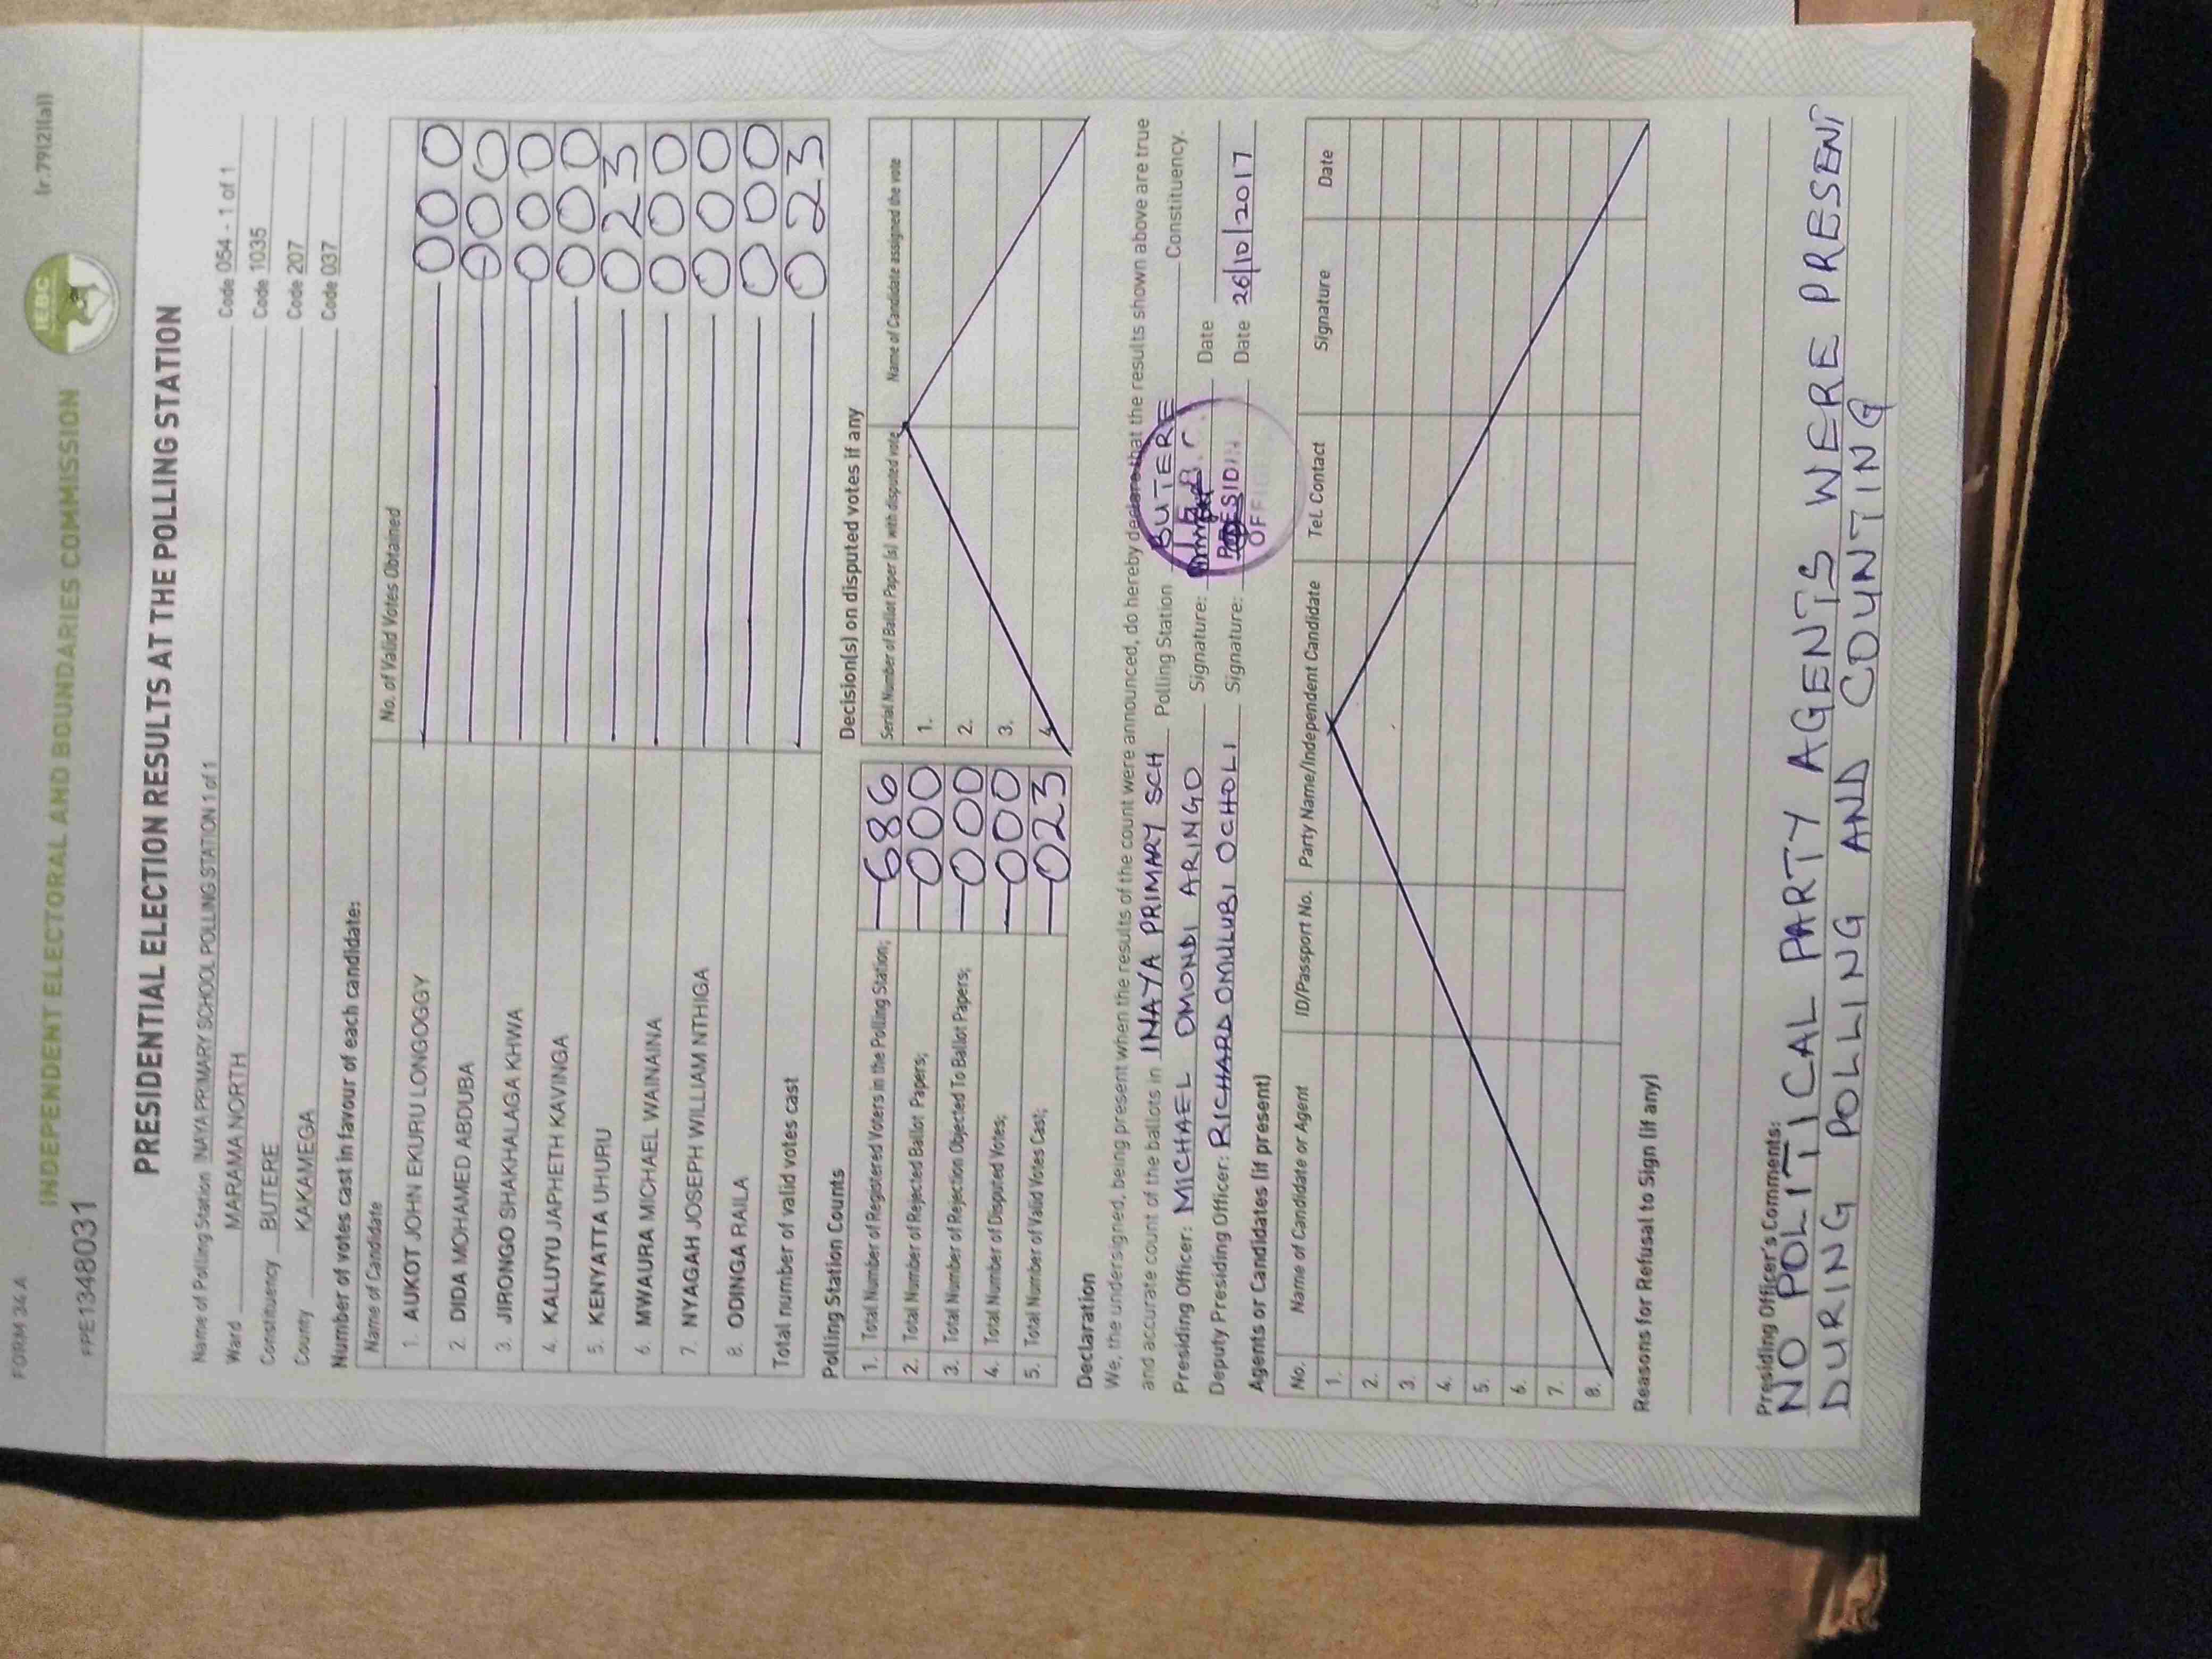 FORM 34 A
(r.79(2)(a))
IEBC
INDEPENDENT ELECTORAL AND BOUNDARIES COMMISSION
PPE1348031
PRESIDENTIAL ELECTION RESULTS AT THE POLLING STATION
Name of Polling Station INAYA PRIMARY SCHOOL POLLING STATION 1 of 1 Code 054 - 1 of 1
Ward MARAMA NORTH Code 1035
Constituency BUTERE Code 207
County KAKAMEGA Code 037
Number of votes cast in favour of each candidate:
Name of Candidate No. of Valid Votes Obtained
1. AUKOT JOHN EKURU LONGOGGY 000
2. DIDA MOHAMED ABDUBA 000
3. JIRONGO SHAKHALAGA KHWA 000
4. KALUYU JAPHETH KAVINGA 000
5. KENYATTA UHURU 023
6. MWAURA MICHAEL WAINAINA 000
7. NYAGAH JOSEPH WILLIAM NTHIGA 000
8. ODINGA RAILA 000
Total number of valid votes cast 023
Polling Station Counts
1. Total Number of Registered Voters in the Polling Station; 686
2. Total Number of Rejected Ballot Papers; 000
3. Total Number of Rejection Objected To Ballot Papers; 000
4. Total Number of Disputed Votes; 000
5. Total Number of Valid Votes Cast; 023
Decision(s) on disputed votes if any
Serial Number of Ballot Paper (s) with disputed vote Name of Candidate assigned the vote
1.
2.
3.
4.
Declaration
We, the undersigned, being present when the results of the count were announced, do hereby declare that the results shown above are true
and accurate count of the ballots in INAYA PRIMARY SCH Polling Station BUTERE Constituency.
Presiding Officer: MICHAEL OMONDI ARINGO Signature: Date
Deputy Presiding Officer: RICHARD OMULUBI OCHOLI Signature: Date 26/10/2017
Agents or Candidates (if present)
No. Name of Candidate or Agent ID/Passport No. Party Name/Independent Candidate Tel. Contact Signature Date
1.
2.
3.
4.
5.
6.
7.
8.
Reasons for Refusal to Sign (if any)
Presiding Officer's Comments:
NO POLITICAL PARTY AGENTS WERE PRESENT
DURING POLLING AND COUNTING